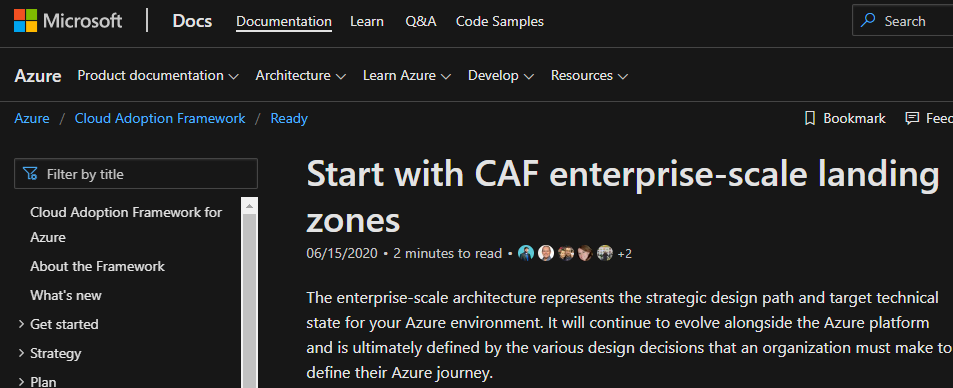 Microsoft Docs Documentation Learn Q&A Code Samples Search
Azure Product documentation Architecture Learn Azure Develop Resources
Azure / Cloud Adoption Framework / Ready Bookmark Feec
Filter by title
Cloud Adoption Framework for
Azure
About the Framework
What's new
Get started
Strategy
Plan
Start with CAF enterprise-scale landing
zones
06/15/2020 • 2 minutes to read • +2
The enterprise-scale architecture represents the strategic design path and target technical
state for your Azure environment. It will continue to evolve alongside the Azure platform
and is ultimately defined by the various design decisions that an organization must make to
define their Azure journey.